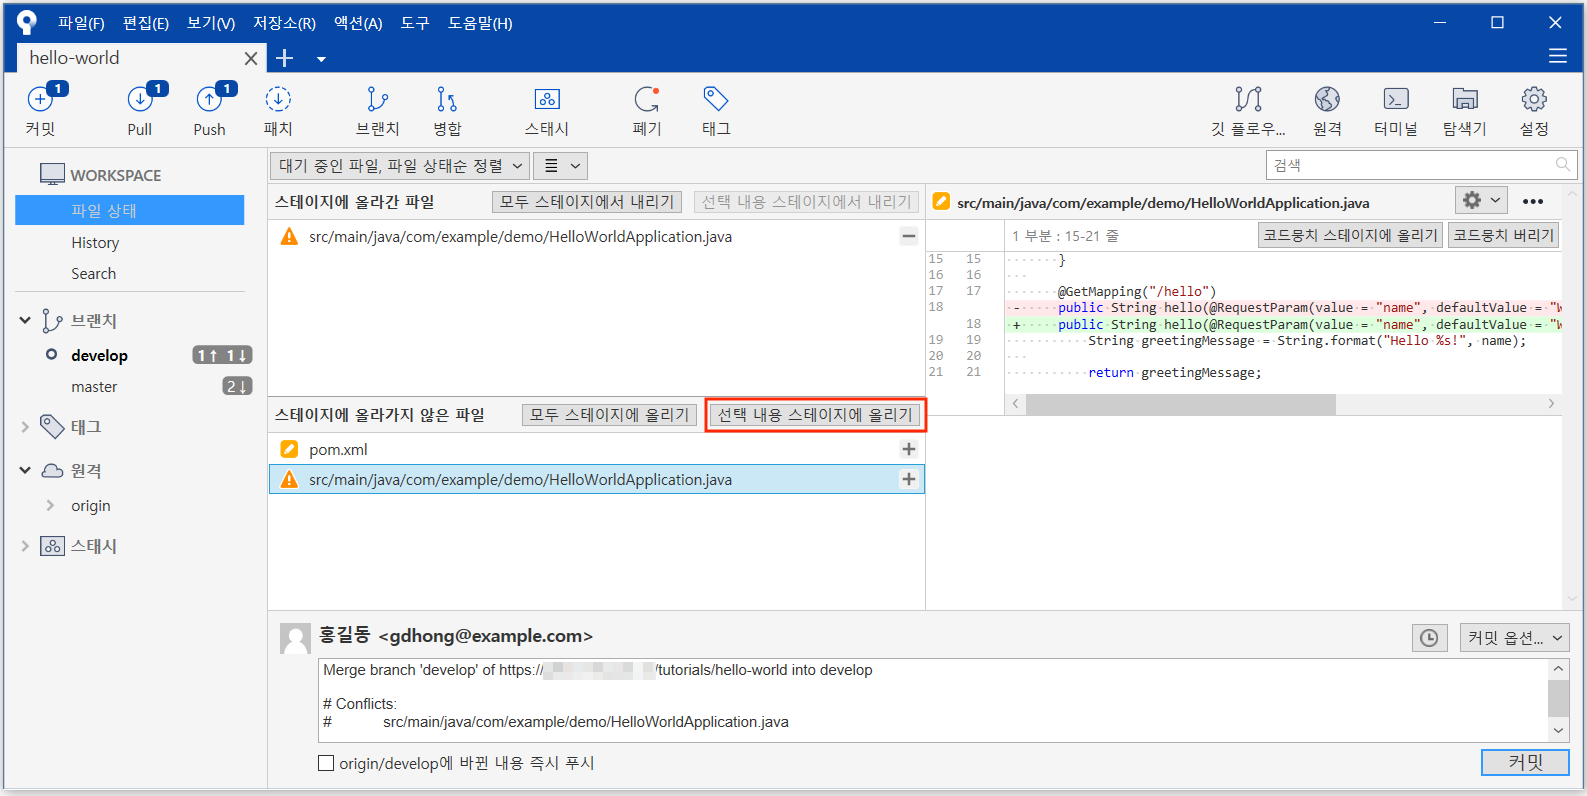 파일(F) 편집(E) 보기(V) 저장소(R) 액션(A) 도구 도움말(H)
hello-world
1 1 1
커밋 Pull Push 패치 브랜치 병합 스태시 폐기 태그 깃 플로우... 원격 터미널 탐색기 설정
WORKSPACE
파일 상태
History
Search
브랜치
develop 1↑ 1↓
master 2↓
태그
원격
origin
스태시
대기 중인 파일, 파일 상태순 정렬
검색
스테이지에 올라간 파일 모두 스테이지에서 내리기 선택 내용 스테이지에서 내리기
src/main/java/com/example/demo/HelloWorldApplication.java
스테이지에 올라가지 않은 파일 모두 스테이지에 올리기 선택 내용 스테이지에 올리기
pom.xml
src/main/java/com/example/demo/HelloWorldApplication.java
src/main/java/com/example/demo/HelloWorldApplication.java
1 부분 : 15-21 줄 코드뭉치 스테이지에 올리기 코드뭉치 버리기
15 15 }
16 16
17 17 @GetMapping("/hello")
18 - public String hello(@RequestParam(value = "name", defaultValue = "W
18 + public String hello(@RequestParam(value = "name", defaultValue = "W
19 19 String greetingMessage = String.format("Hello %s!", name);
20 20
21 21 return greetingMessage;
홍길동 <gdhong@example.com>
커밋 옵션...
Merge branch 'develop' of https:// /tutorials/hello-world into develop
# Conflicts:
# src/main/java/com/example/demo/HelloWorldApplication.java
origin/develop에 바뀐 내용 즉시 푸시
커밋